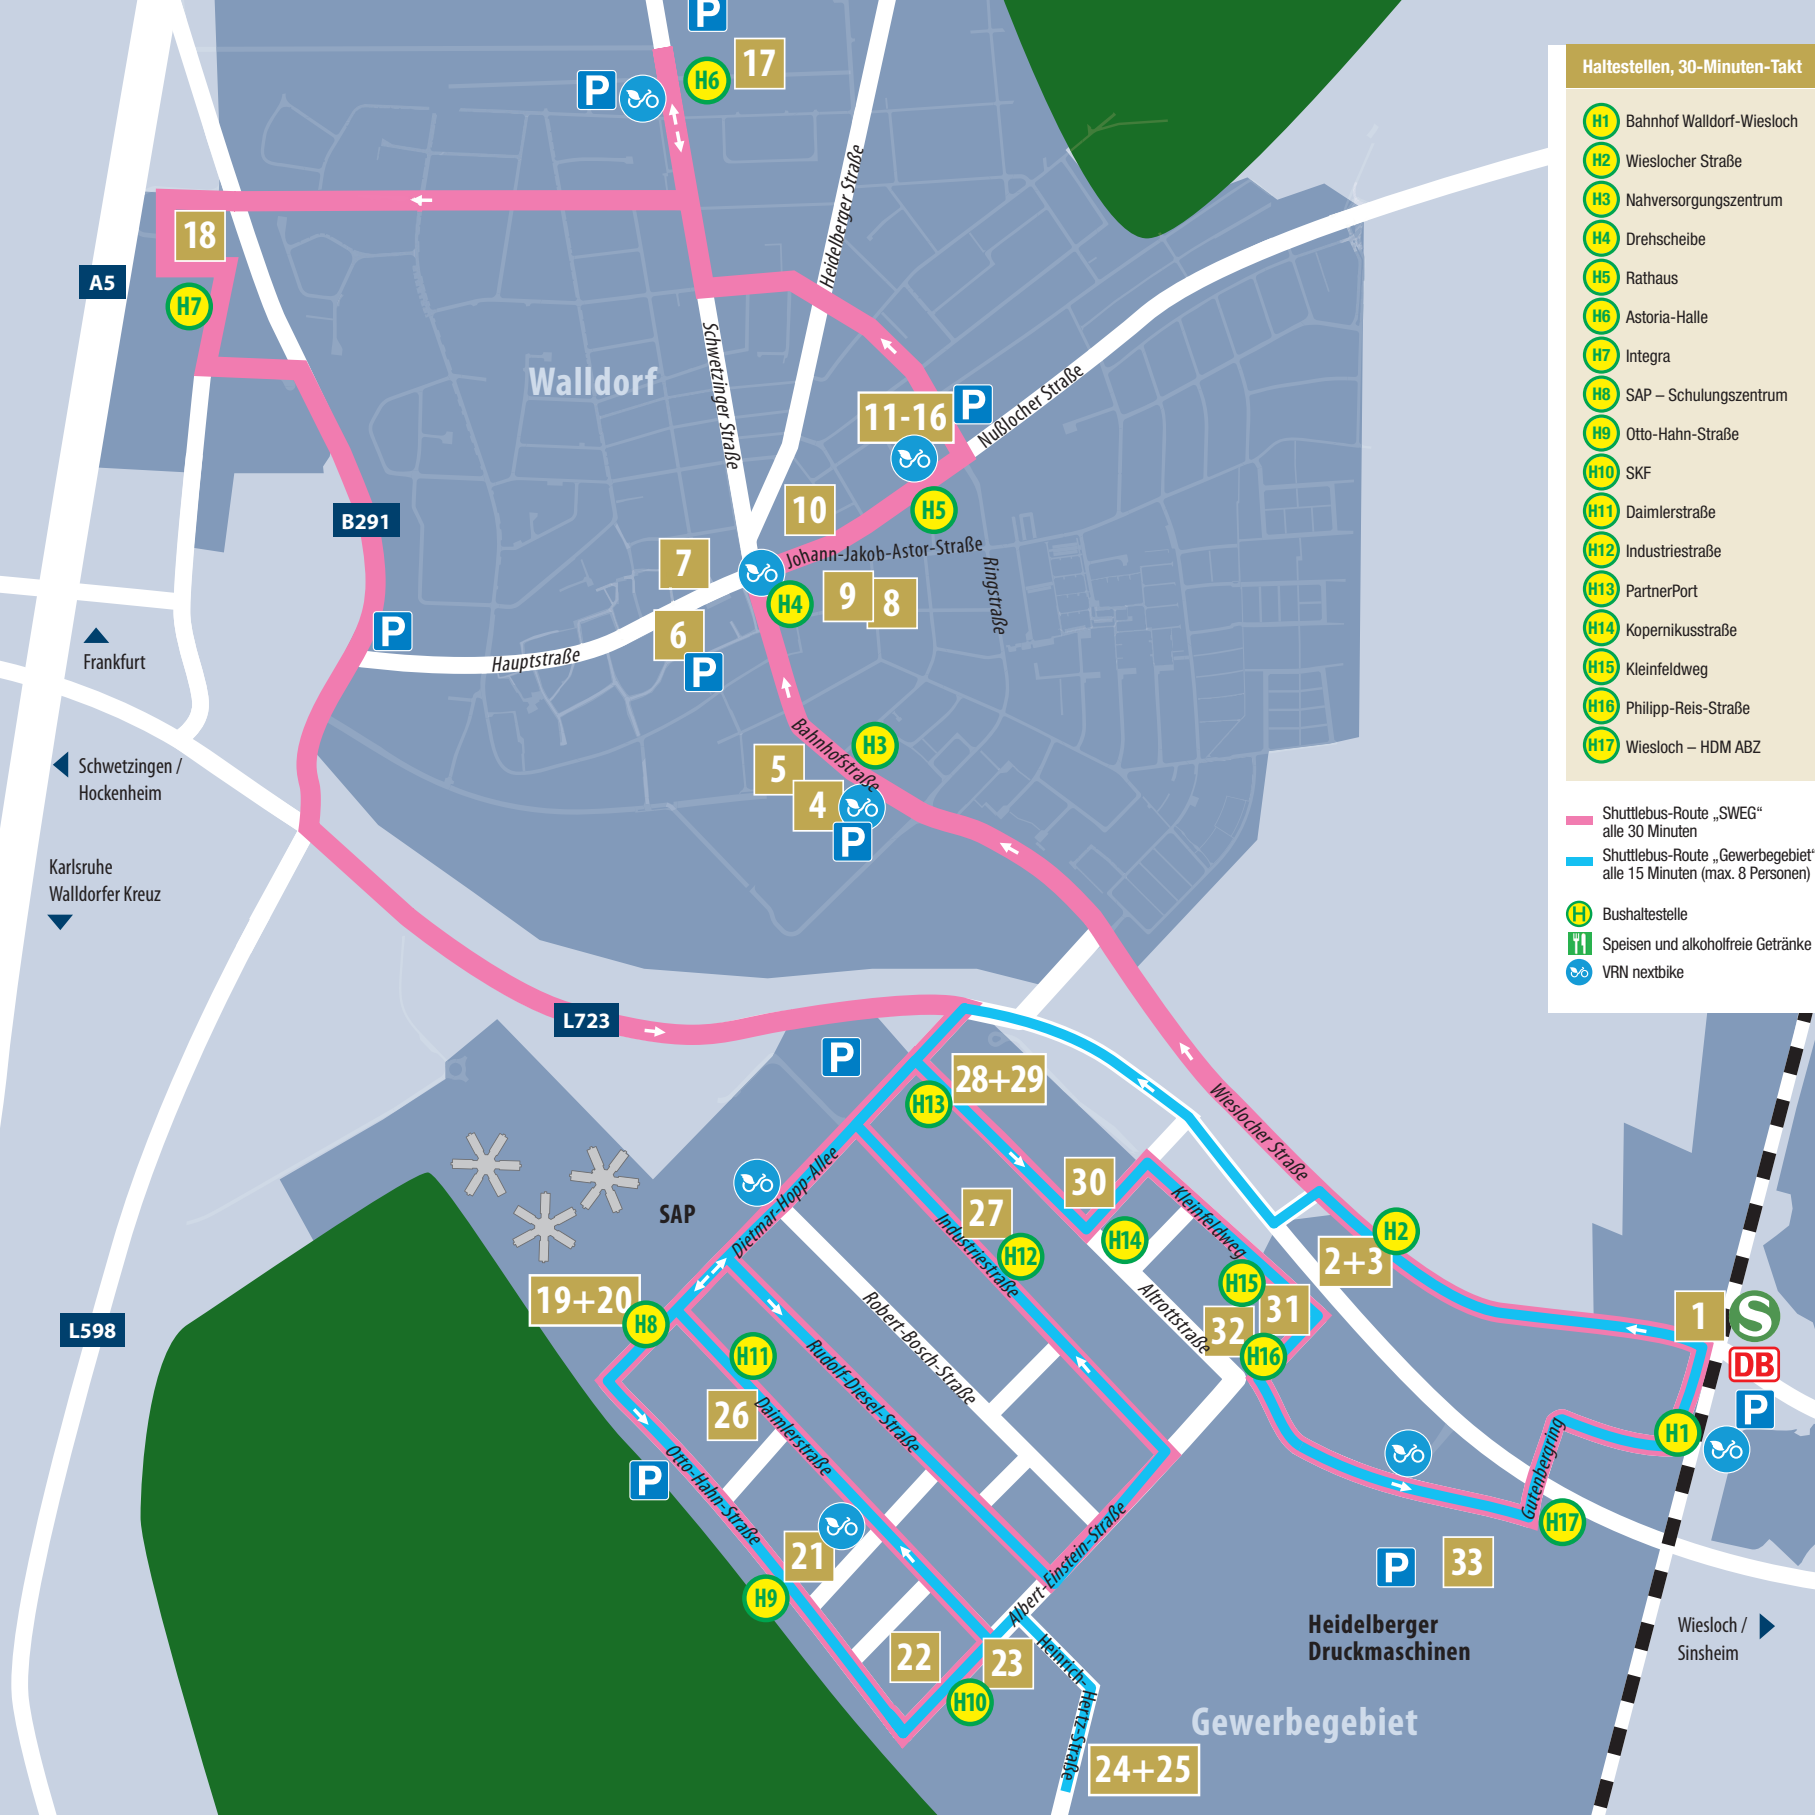 P
17
H6
P
Haltestellen, 30-Minuten-Takt
H1 Bahnhof Walldorf-Wiesloch
H2 Wieslocher Straße
H3 Nahversorgungszentrum
H4 Drehscheibe
H5 Rathaus
H6 Astoria-Halle
H7 Integra
H8 SAP – Schulungszentrum
H9 Otto-Hahn-Straße
H10 SKF
H11 Daimlerstraße
H12 Industriestraße
H13 PartnerPort
H14 Kopernikusstraße
H15 Kleinfeldweg
H16 Philipp-Reis-Straße
H17 Wiesloch – HDM ABZ
Shuttlebus-Route „SWEG“
alle 30 Minuten
Shuttlebus-Route „Gewerbegebiet“
alle 15 Minuten (max. 8 Personen)
H Bushaltestelle
Speisen und alkoholfreie Getränke
VRN nextbike
Heidelberger Straße
18
A5
H7
Schwetzinger Straße
Walldorf
11-16
P
Nußlocher Straße
10
H5
B291
Johann-Jakob-Astor-Straße
7
Ringstraße
H4
9
8
P
6
Hauptstraße
P
Frankfurt
Bahnhofstraße
H3
5
4
P
Schwetzingen /
Hockenheim
Karlsruhe
Walldorfer Kreuz
L723
P
28+29
H13
Wieslocher Straße
30
Kleinfeldweg
Dietmar-Hopp-Allee
SAP
27
H12
H14
Industriestraße
H2
2+3
H15
31
32
H16
Altrottstraße
19+20
H8
Robert-Bosch-Straße
1
S
DB
P
H1
L598
H11
Rudolf-Diesel-Straße
26
Daimlerstraße
Otto-Hahn-Straße
P
Gutenbergring
H17
21
H9
Albert-Einstein-Straße
P
33
Heidelberger
Druckmaschinen
Wiesloch /
Sinsheim
22
23
H10
Heinrich-Hertz-Straße
Gewerbegebiet
24+25